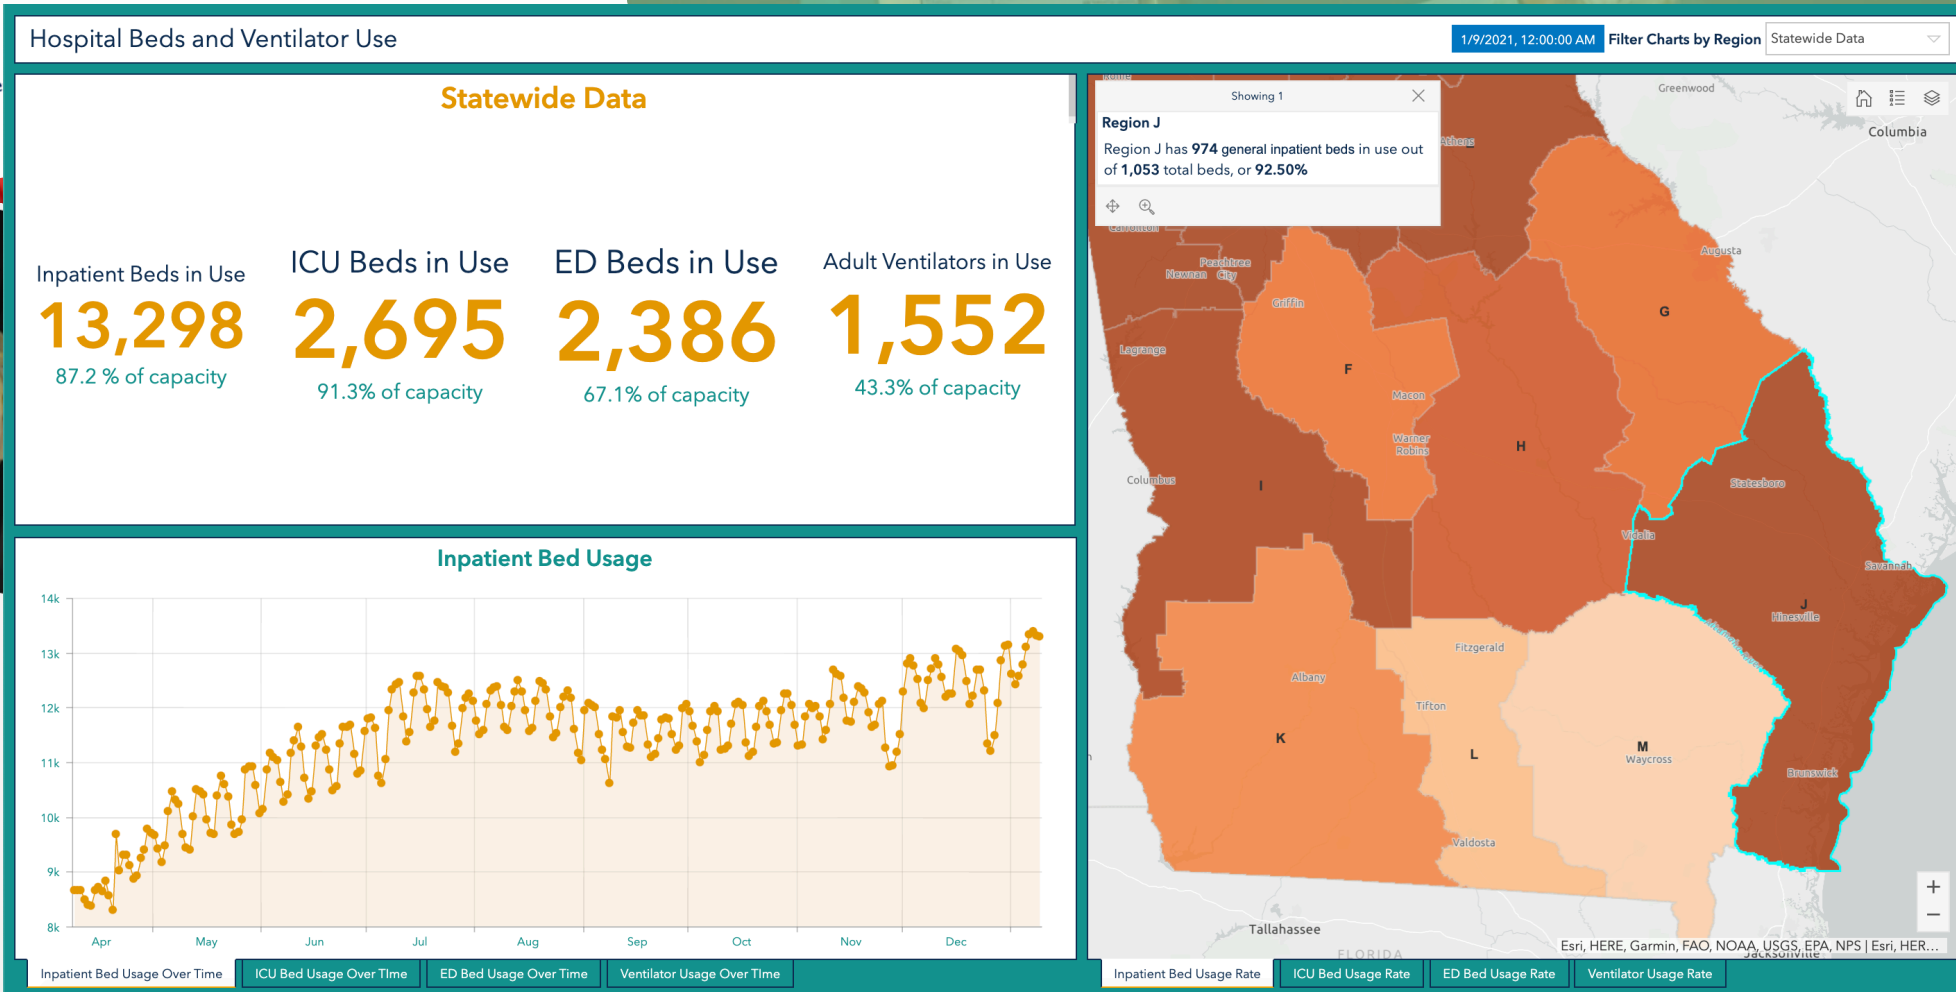 Hospital Beds and Ventilator Use
1/9/2021, 12:00:00 AM
Filter Charts by Region
Statewide Data
Statewide Data
Inpatient Beds in Use
13,298
87.2 % of capacity
ICU Beds in Use
2,695
91.3% of capacity
ED Beds in Use
2,386
67.1% of capacity
Adult Ventilators in Use
1,552
43.3% of capacity
Inpatient Bed Usage
14k
13k
12k
11k
10k
9k
8k
Apr
May
Jun
Jul
Aug
Sep
Oct
Nov
Dec
Inpatient Bed Usage Over Time
ICU Bed Usage Over TIme
ED Bed Usage Over Time
Ventilator Usage Over TIme
Showing 1
Region J
Region J has 974 general inpatient beds in use out
of 1,053 total beds, or 92.50%
Greenwood
Columbia
Athens
Augusta
Carrollton
Peachtree
City
Newnan
Griffin
G
Lagrange
F
Macon
Warner
Robins
H
Columbus
I
Statesboro
Vidalia
Savannah
J
Hinesville
Fitzgerald
Albany
Tifton
K
L
M
Waycross
Brunswick
Valdosta
Tallahassee
FLORIDA
Jacksonville
+
−
Esri, HERE, Garmin, FAO, NOAA, USGS, EPA, NPS | Esri, HER...
Inpatient Bed Usage Rate
ICU Bed Usage Rate
ED Bed Usage Rate
Ventilator Usage Rate